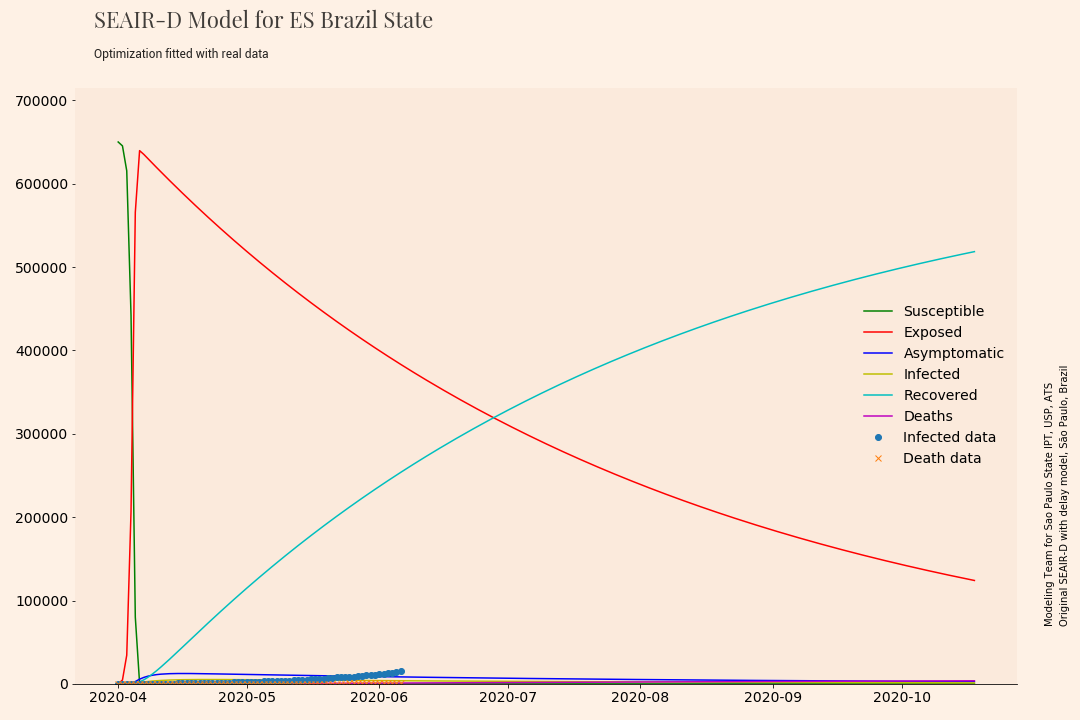 SEAIR-D Model for ES Brazil State
Optimization fitted with real data
700000
600000
500000
400000
300000
200000
100000
0
2020-04
2020-05
2020-06
2020-07
2020-08
2020-09
2020-10
Susceptible
Exposed
Asymptomatic
Infected
Recovered
Deaths
Infected data
Death data
Modeling Team for Sao Paulo State IPT, USP, ATS
Original SEAIR-D with delay model, São Paulo, Brazil